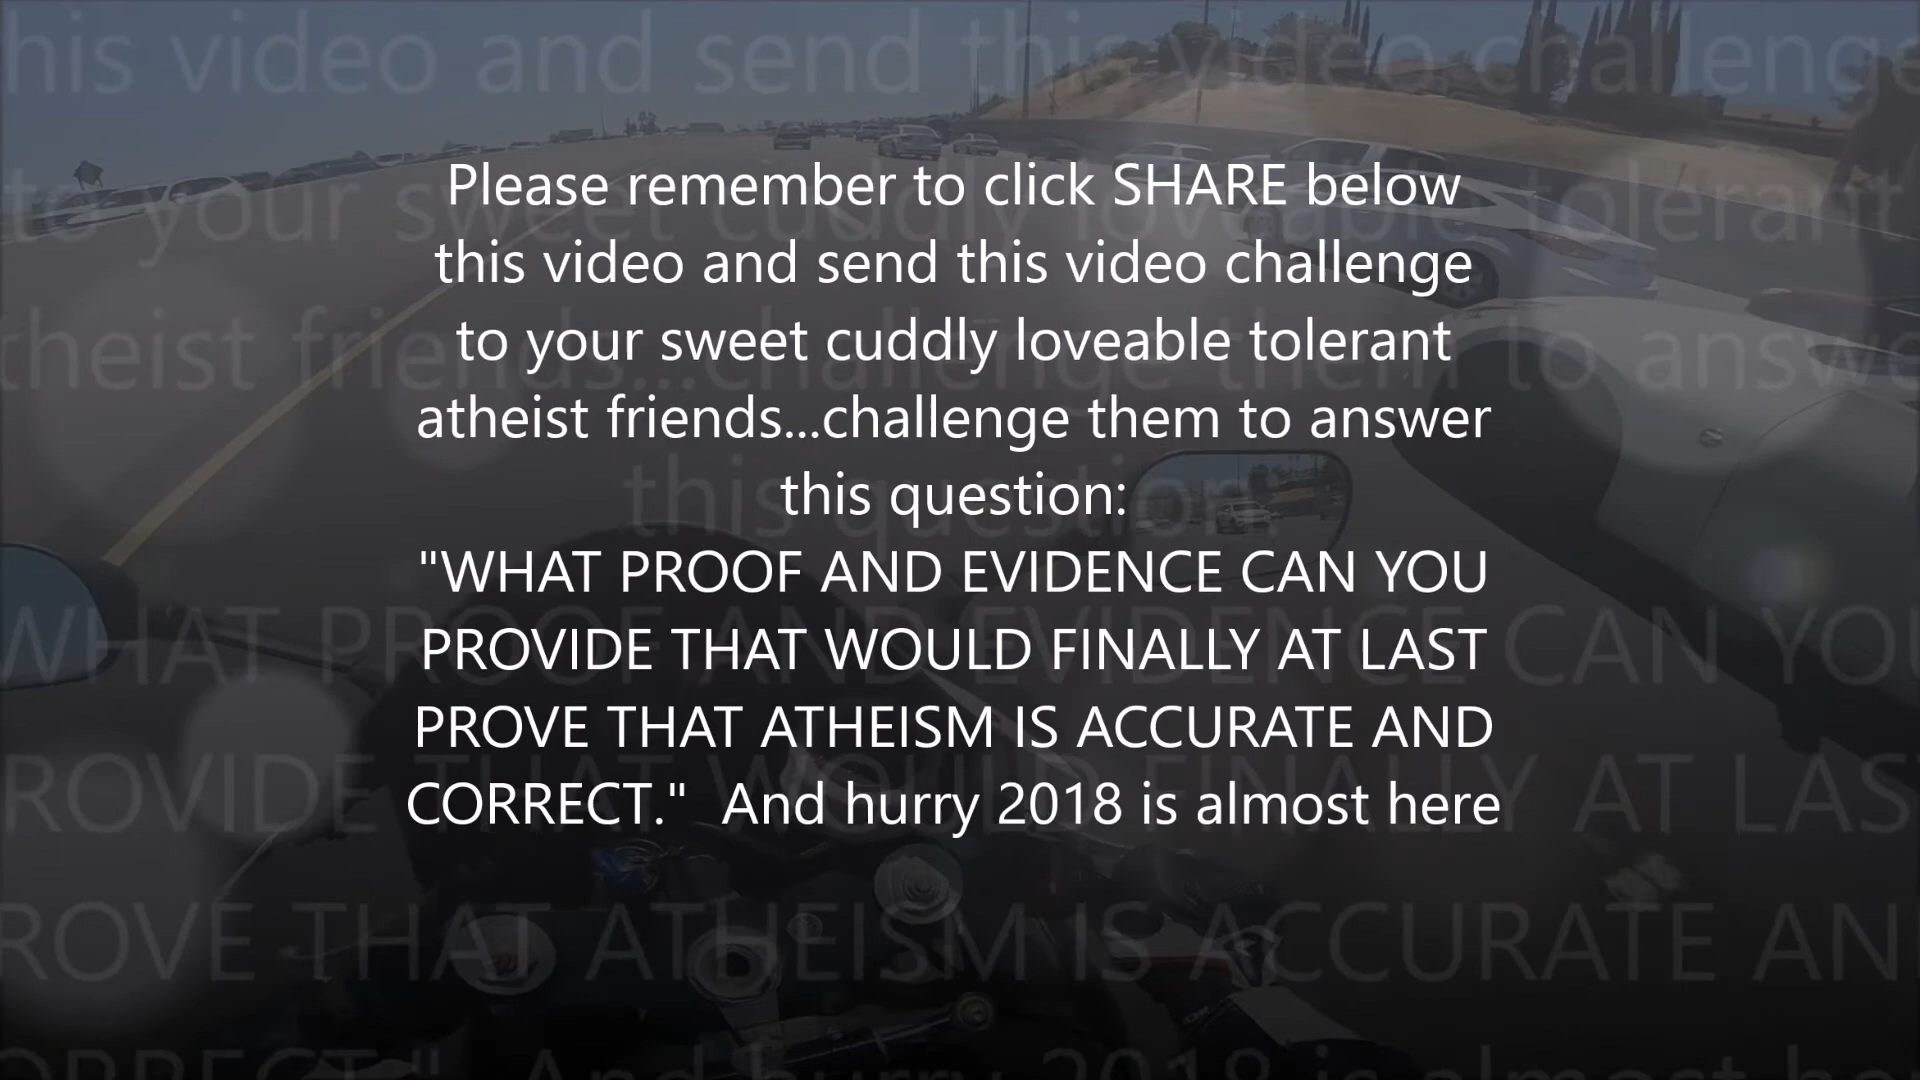 Please remember to click SHARE below
this video and send this video challenge
to your sweet cuddly loveable tolerant
atheist friends...challenge them to answer
this question:
"WHAT PROOF AND EVIDENCE CAN YOU
PROVIDE THAT WOULD FINALLY AT LAST
PROVE THAT ATHEISM IS ACCURATE AND
CORRECT."  And hurry 2018 is almost here